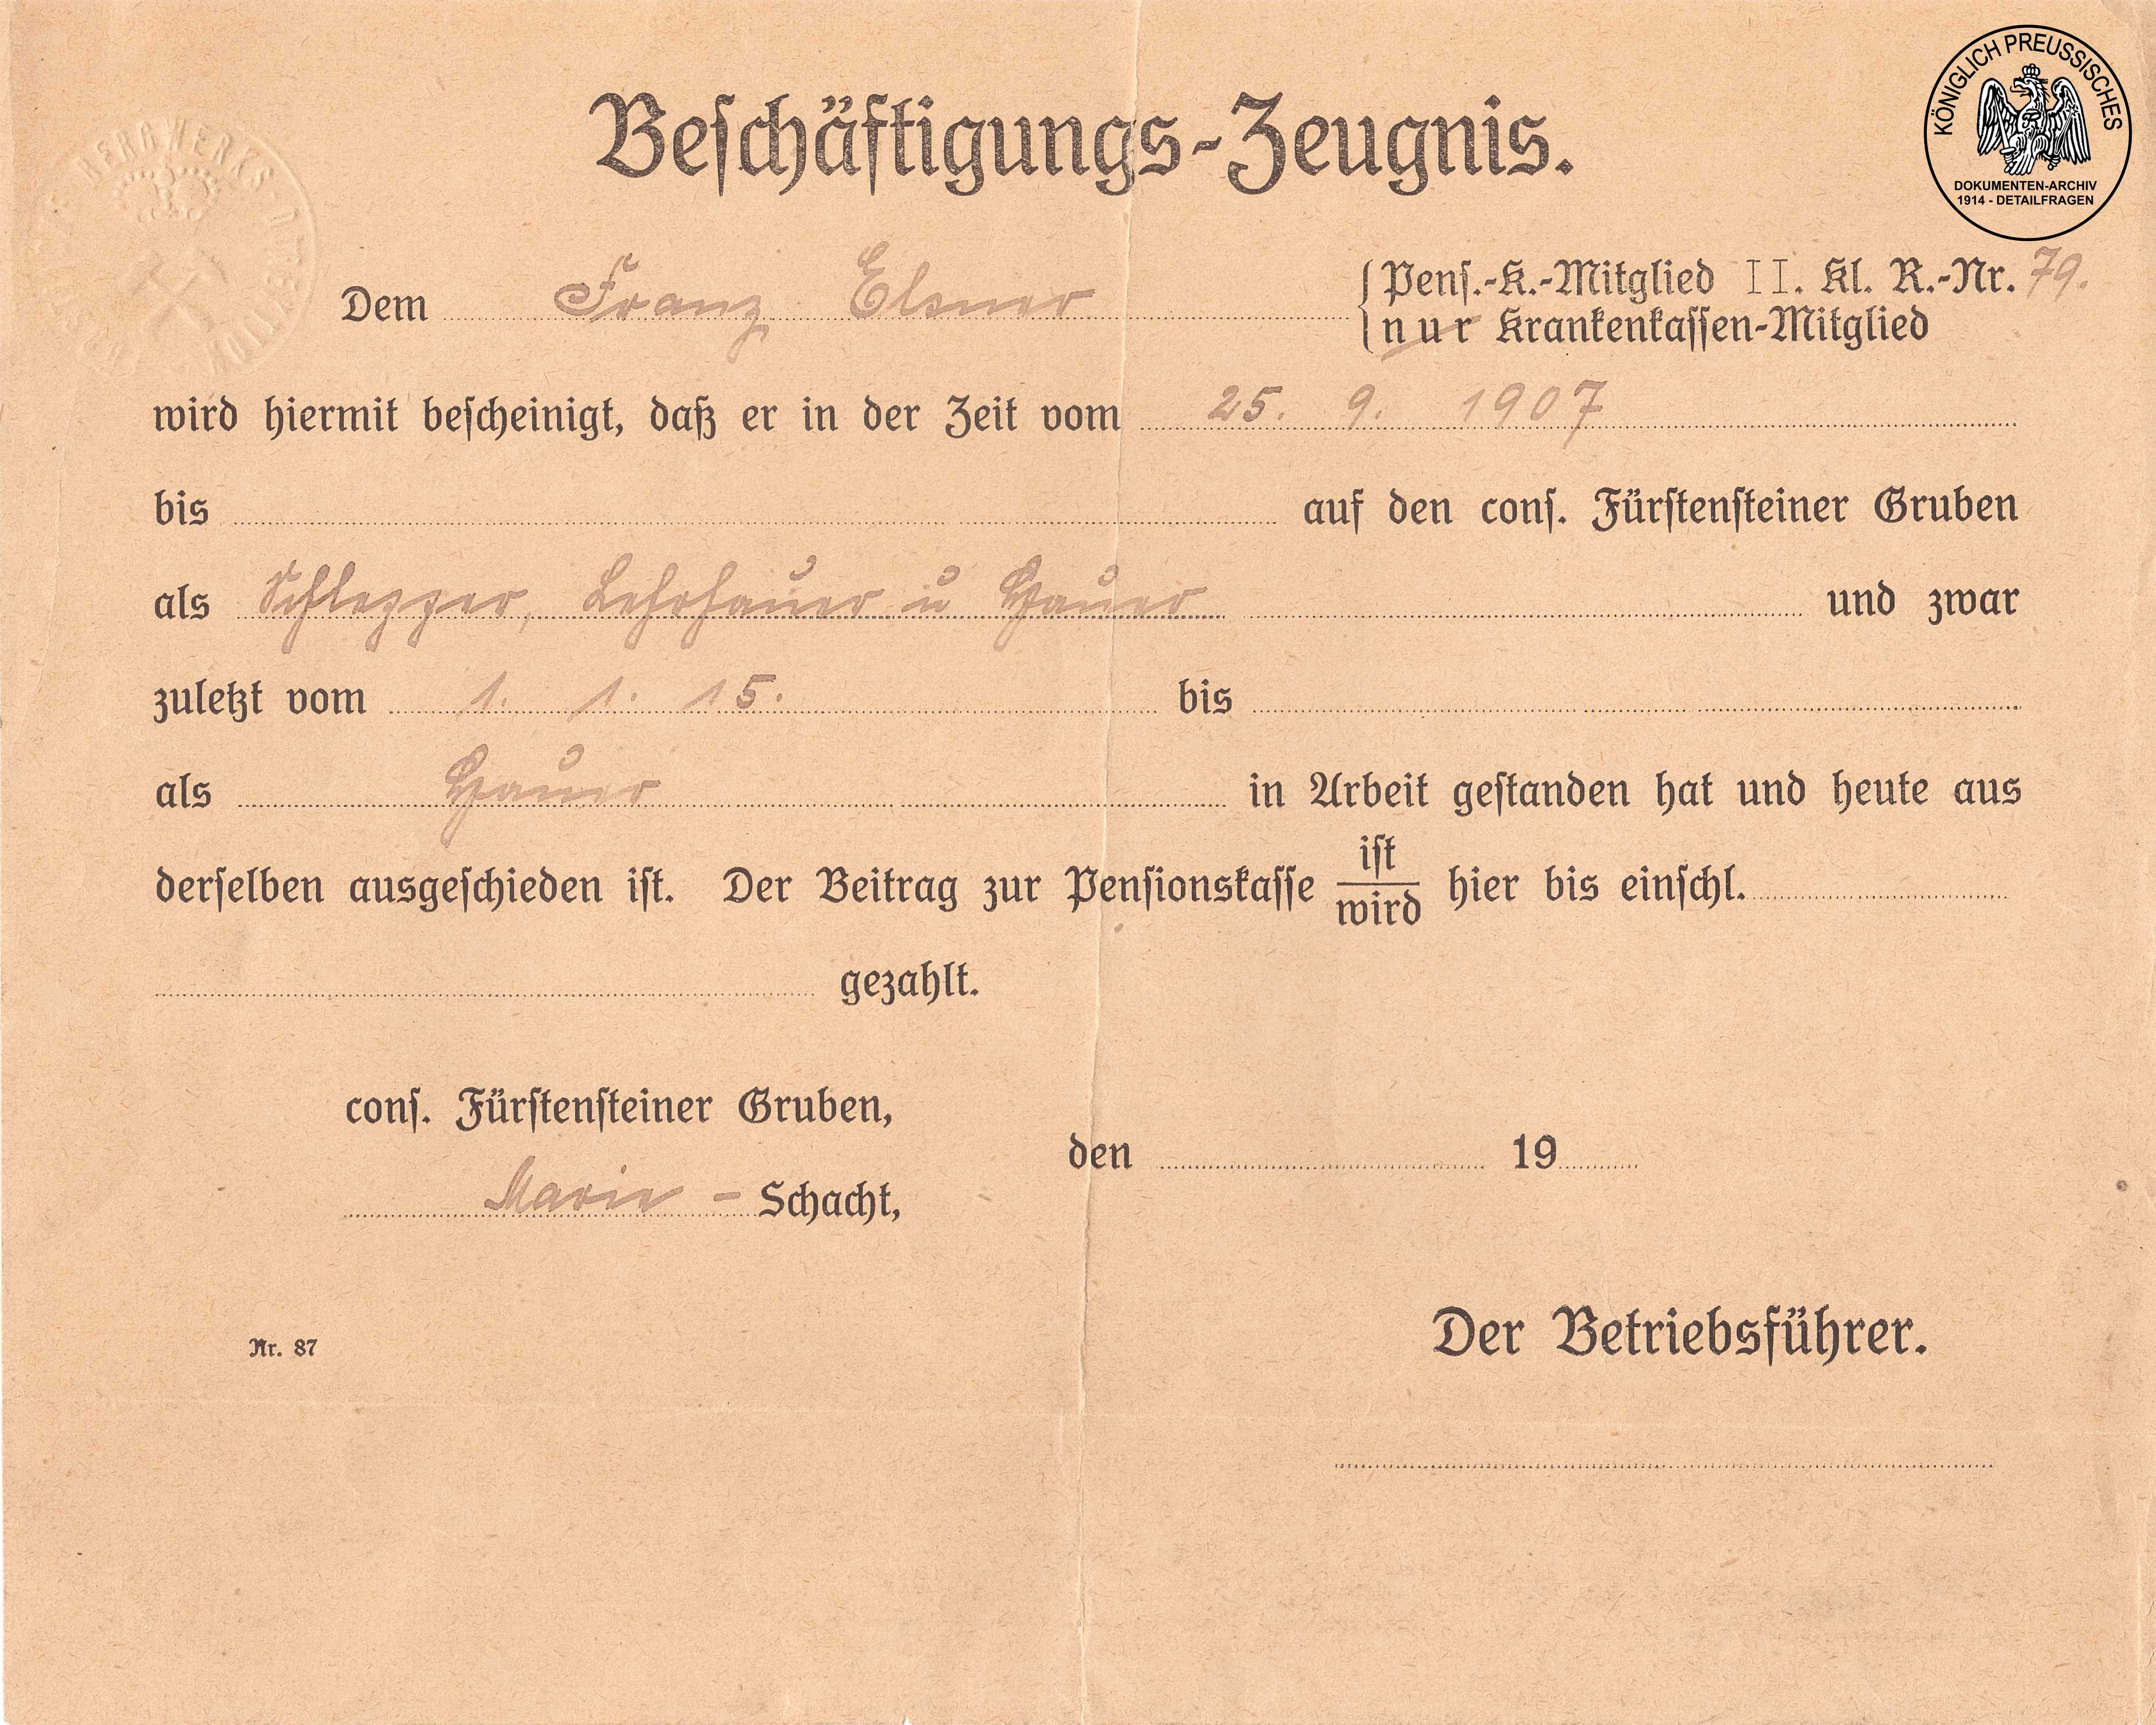 Beschäftigungs-Zeugnis.
KÖNIGLICH PREUSSISCHES
DOKUMENTEN-ARCHIV
1914 - DETAILFRAGEN
BERGWERKS
Dem Franz Elsner
Pens.-K.-Mitglied II. Kl. R.-Nr. 79.
nur Krankenkassen-Mitglied
wird hiermit bescheinigt, daß er in der Zeit vom 25. 9. 1907
bis auf den cons. Fürstensteiner Gruben
als Schlepper, Lehrhauer u Hauer und zwar
zuletzt vom 1. 1. 15. bis
als Hauer in Arbeit gestanden hat und heute aus
derselben ausgeschieden ist. Der Beitrag zur Pensionskasse ist/wird hier bis einschl.
gezahlt.
cons. Fürstensteiner Gruben,
den 19
Marie - Schacht,
Nr. 87
Der Betriebsführer.